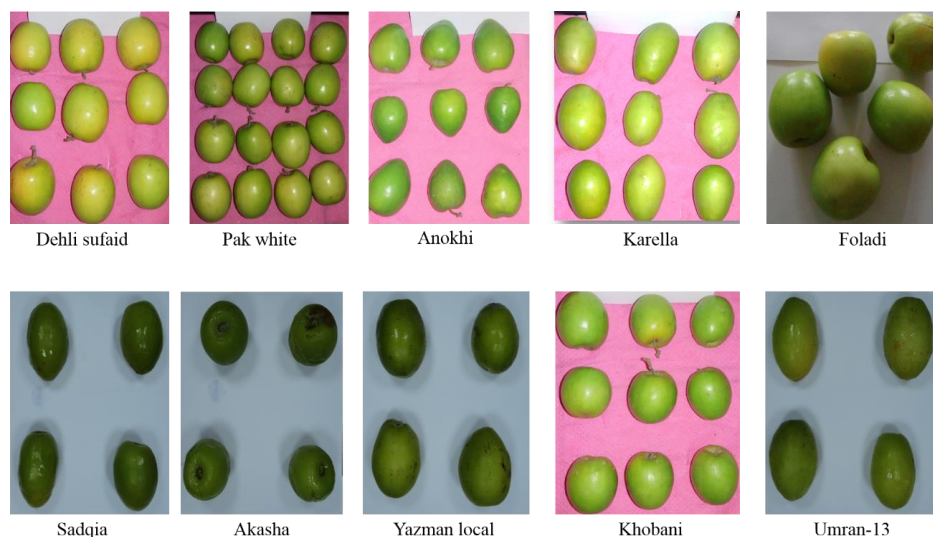 Dehli sufaid
Pak white
Anokhi
Karella
Foladi
Sadqia
Akasha
Yazman local
Khobani
Umran-13